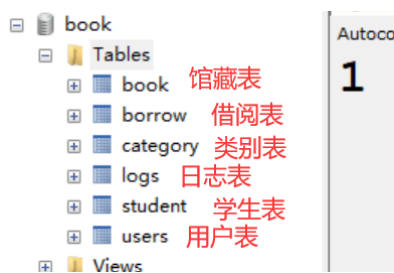 book
Tables
book 馆藏表
borrow 借阅表
category 类别表
logs 日志表
student 学生表
users 用户表
Views
Autoco
1